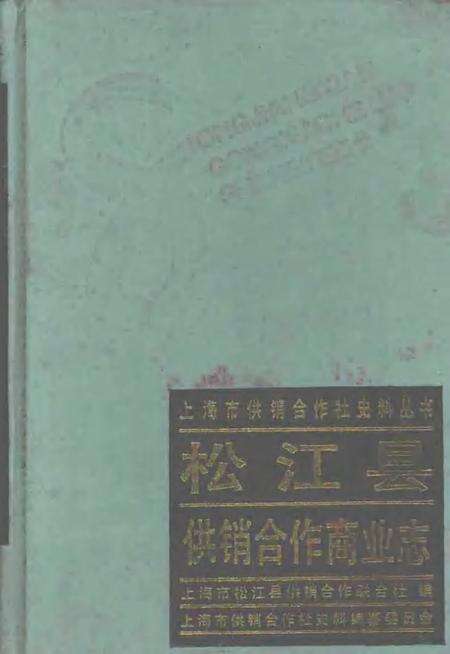 上海市供销合作社史料丛书
松江县
供销合作商业志
上海市松江县供销合作联合社 编
上海市供销合作社史料编纂委员会